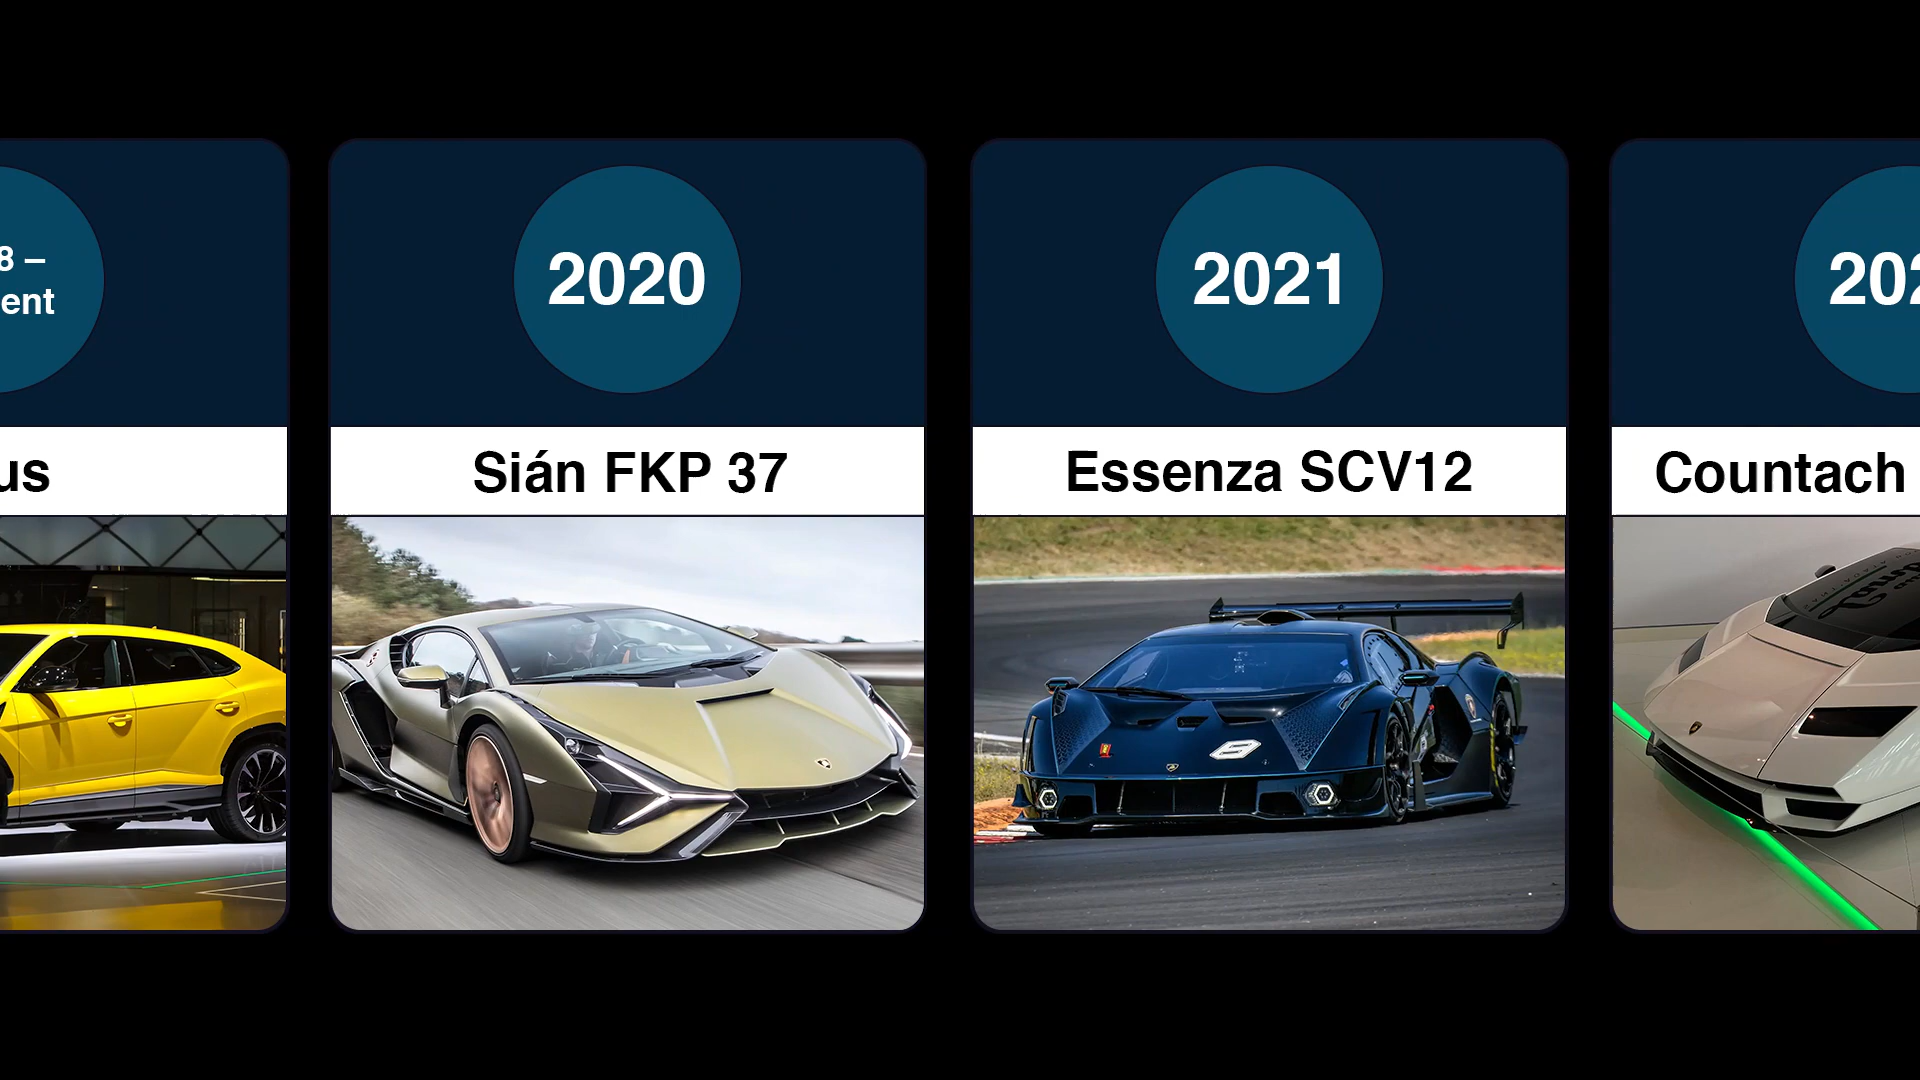 8 –
ent
us
2020
Sián FKP 37
2021
Essenza SCV12
202
Countach